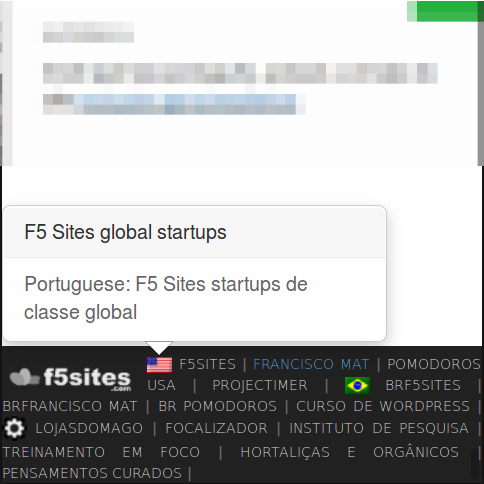 F5 Sites global startups
Portuguese: F5 Sites startups de
classe global
f5sites
.com
F5SITES | FRANCISCO MAT | POMODOROS
USA | PROJECTIMER | BRF5SITES |
BRFRANCISCO MAT | BR POMODOROS | CURSO DE WORDPRESS |
LOJASDOMAGO | FOCALIZADOR | INSTITUTO DE PESQUISA |
TREINAMENTO EM FOCO | HORTALIÇAS E ORGÂNICOS |
PENSAMENTOS CURADOS |